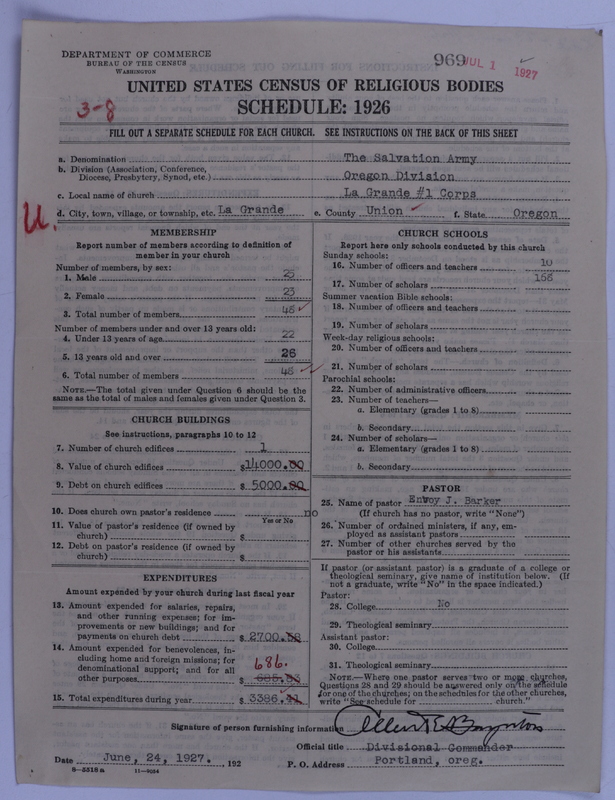 DEPARTMENT OF COMMERCE
BUREAU OF THE CENSUS
WASHINGTON
969 JUL 1 1927
UNITED STATES CENSUS OF RELIGIOUS BODIES
3-8
SCHEDULE: 1926
FILL OUT A SEPARATE SCHEDULE FOR EACH CHURCH. SEE INSTRUCTIONS ON THE BACK OF THIS SHEET
a. Denomination The Salvation Army
b. Division (Association, Conference, Diocese, Presbytery, Synod, etc.) Oregon Division
c. Local name of church La Grande #1 Corps
U.
d. City, town, village, or township, etc. La Grande e. County Union f. State Oregon
MEMBERSHIP
Report number of members according to definition of member in your church
Number of members, by sex:
1. Male 25
2. Female 23
3. Total number of members 48
Number of members under and over 13 years old:
4. Under 13 years of age 22
5. 13 years old and over 26
6. Total number of members 48
NOTE.—The total given under Question 6 should be the same as the total of males and females given under Question 3.
CHURCH BUILDINGS
See instructions, paragraphs 10 to 12
7. Number of church edifices 1
8. Value of church edifices $14000.00
9. Debt on church edifices $ 5000.00
10. Does church own pastor's residence no
Yes or No
11. Value of pastor's residence (if owned by church) $
12. Debt on pastor's residence (if owned by church) $
EXPENDITURES
Amount expended by your church during last fiscal year
13. Amount expended for salaries, repairs, and other running expense; for improvements or new buildings; and for payments on church debt $ 2700.58
14. Amount expended for benevolences, including home and foreign missions; for denominational support; and for all other purposes 686. $ 685.83
15. Total expenditures during year $ 3386.41
CHURCH SCHOOLS
Report here only schools conducted by this church
Sunday schools:
16. Number of officers and teachers 10
17. Number of scholars 156
Summer vacation Bible schools:
18. Number of officers and teachers
19. Number of scholars
Week-day religious schools:
20. Number of officers and teachers
21. Number of scholars
Parochial schools:
22. Number of administrative officers
23. Number of teachers—
a. Elementary (grades 1 to 8)
b. Secondary
24. Number of scholars—
a. Elementary (grades 1 to 8)
b. Secondary
PASTOR
25. Name of pastor Envoy J. Barker
(If church has no pastor, write "None")
26. Number of ordained ministers, if any, employed as assistant pastors
27. Number of other churches served by the pastor or his assistants
If pastor (or assistant pastor) is a graduate of a college or theological seminary, give name of institution below. (If not a graduate, write "No" in the space indicated.)
Pastor:
28. College No
29. Theological seminary
Assistant pastor:
30. College
31. Theological seminary
NOTE.—Where one pastor serves two or more churches, Questions 28 and 29 should be answered only on the schedule for one of the churches; on the schedules for the other churches, write "See schedule for church."
Signature of person furnishing information
Official title Divisional Commander
Date June, 24, 1927. 192 P. O. Address Portland, oreg.
8-5318 a 11-9034